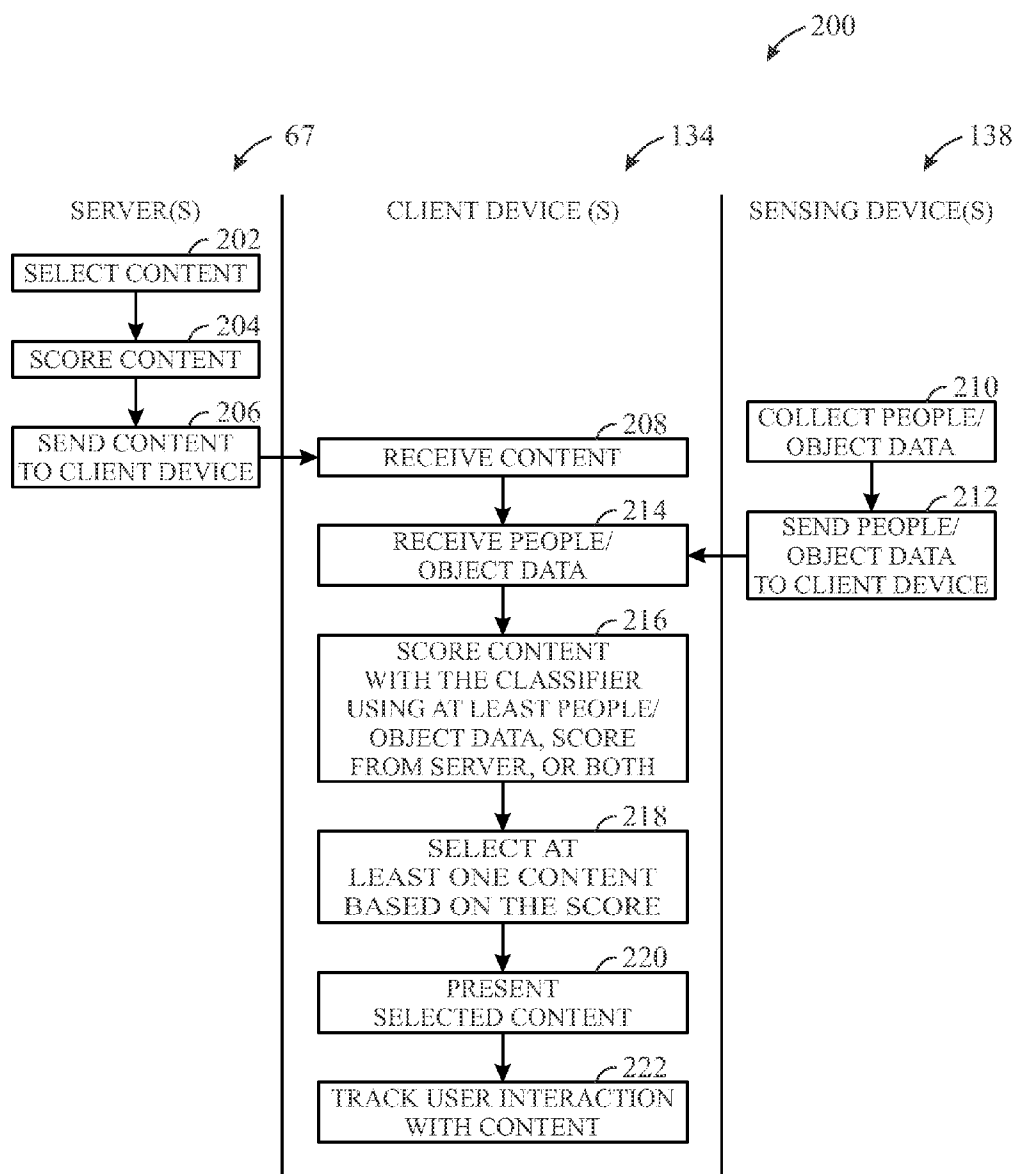 200
67
134
138
SERVER(S)
CLIENT DEVICE (S)
SENSING DEVICE(S)
202
SELECT CONTENT
204
SCORE CONTENT
206
SEND CONTENT
TO CLIENT DEVICE
208
RECEIVE CONTENT
210
COLLECT PEOPLE/
OBJECT DATA
212
SEND PEOPLE/
OBJECT DATA
TO CLIENT DEVICE
214
RECEIVE PEOPLE/
OBJECT DATA
216
SCORE CONTENT
WITH THE CLASSIFIER
USING AT LEAST PEOPLE/
OBJECT DATA, SCORE
FROM SERVER, OR BOTH
218
SELECT AT
LEAST ONE CONTENT
BASED ON THE SCORE
220
PRESENT
SELECTED CONTENT
222
TRACK USER INTERACTION
WITH CONTENT